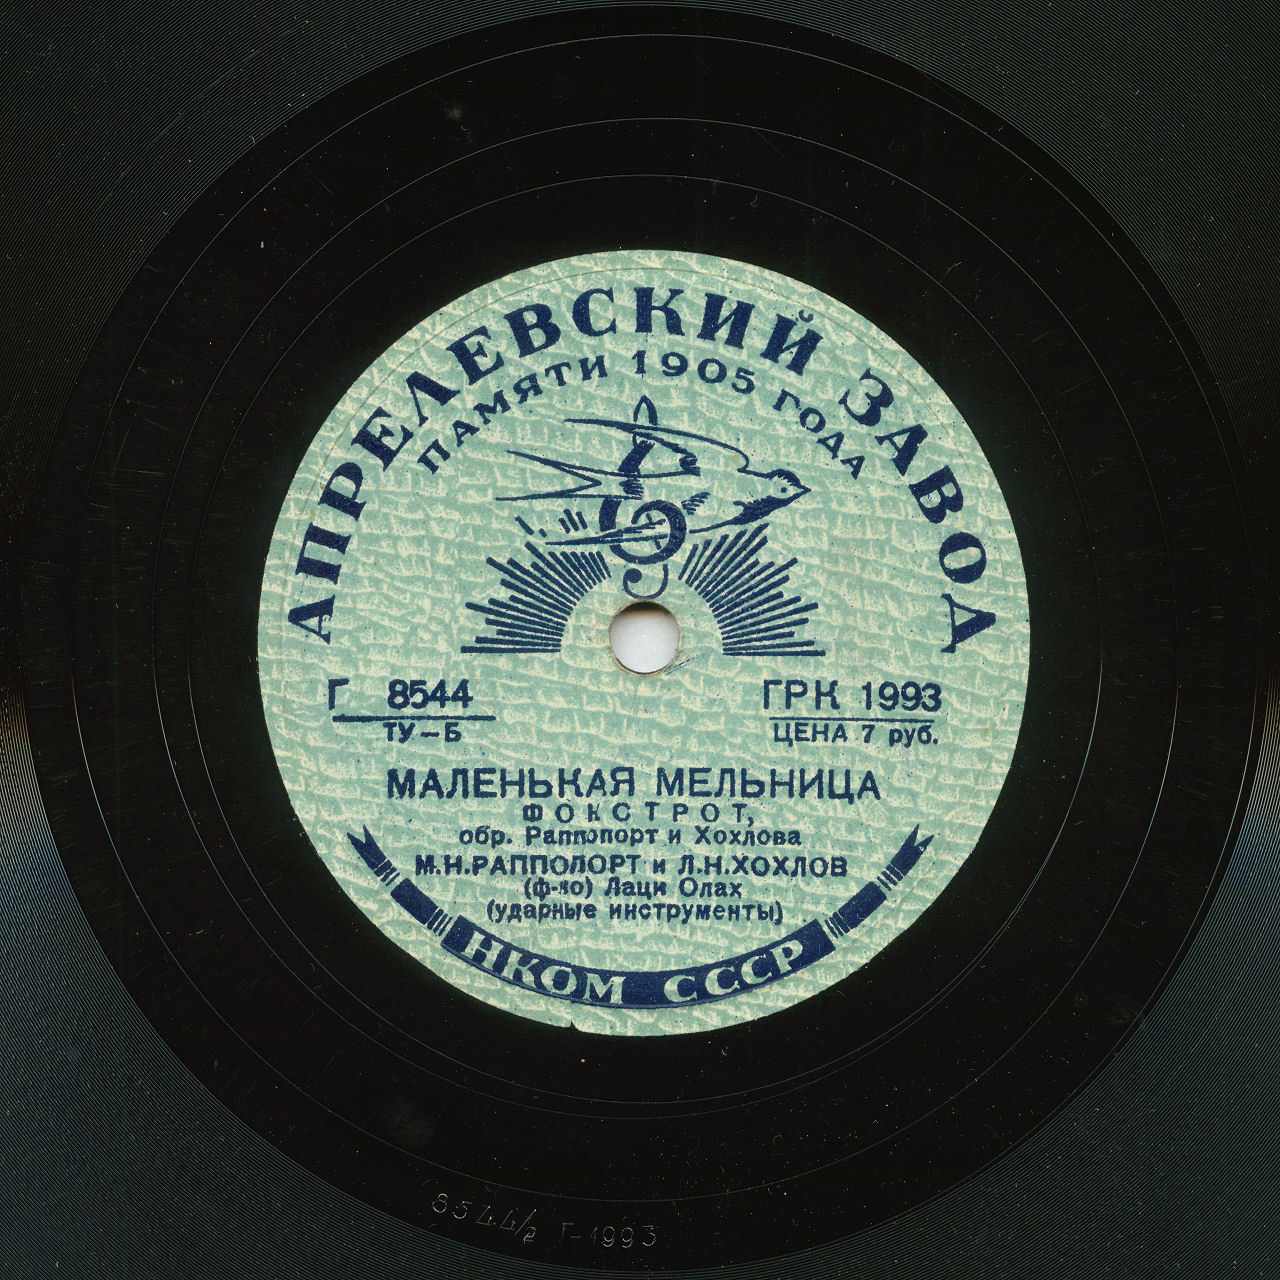 АПРЕЛЕВСКИЙ ЗАВОД
ПАМЯТИ 1905 ГОДА
Г 8544
ТУ–Б
ГРК 1993
ЦЕНА 7 руб.
МАЛЕНЬКАЯ МЕЛЬНИЦА
ФОКСТРОТ,
обр. Раппопорт и Хохлова
М.Н.РАППОПОРТ и Л.Н.ХОХЛОВ
(ф-но) Лаци Олах
(ударные инструменты)
НКОМ СССР
8544/2 Г-1993